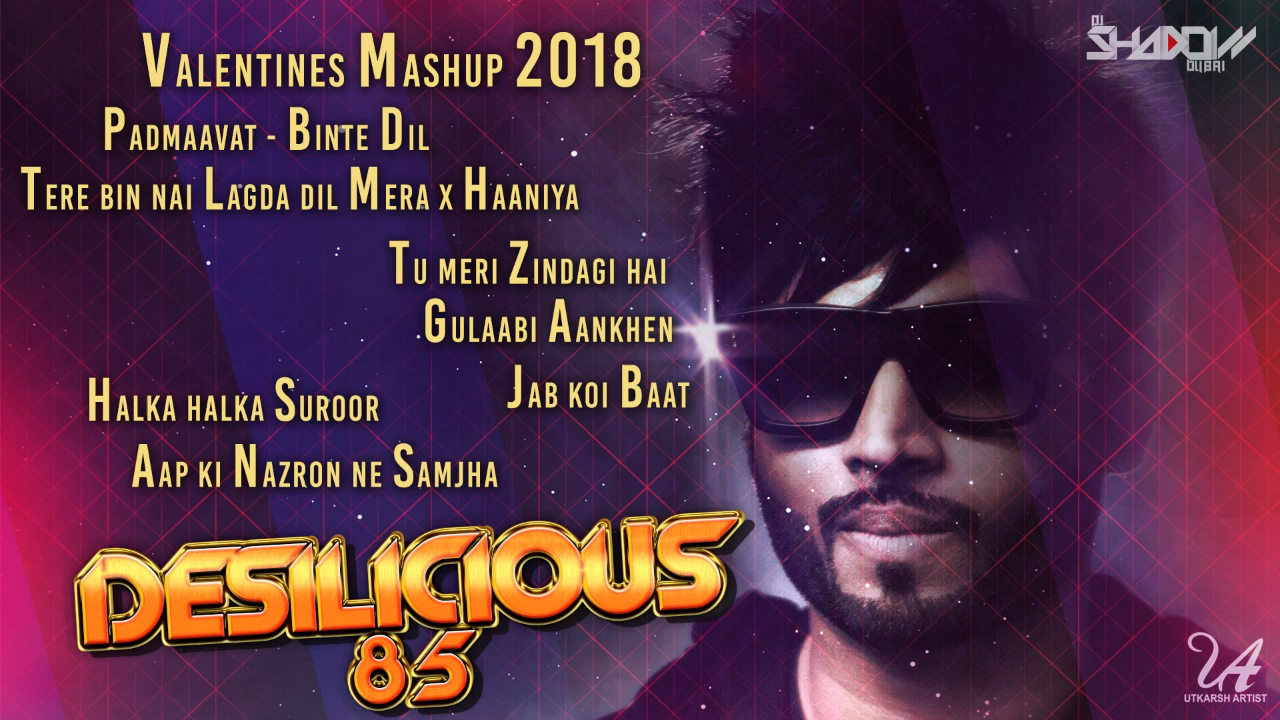 DJ
SHADOW
DUBAI
VALENTINES MASHUP 2018
PADMAAVAT - BINTE DIL
TERE BIN NAI LAGDA DIL MERA X HAANIYA
TU MERI ZINDAGI HAI
GULAABI AANKHEN
JAB KOI BAAT
HALKA HALKA SUROOR
AAP KI NAZRON NE SAMJHA
DESILICIOUS
85
UA
UTKARSH ARTIST